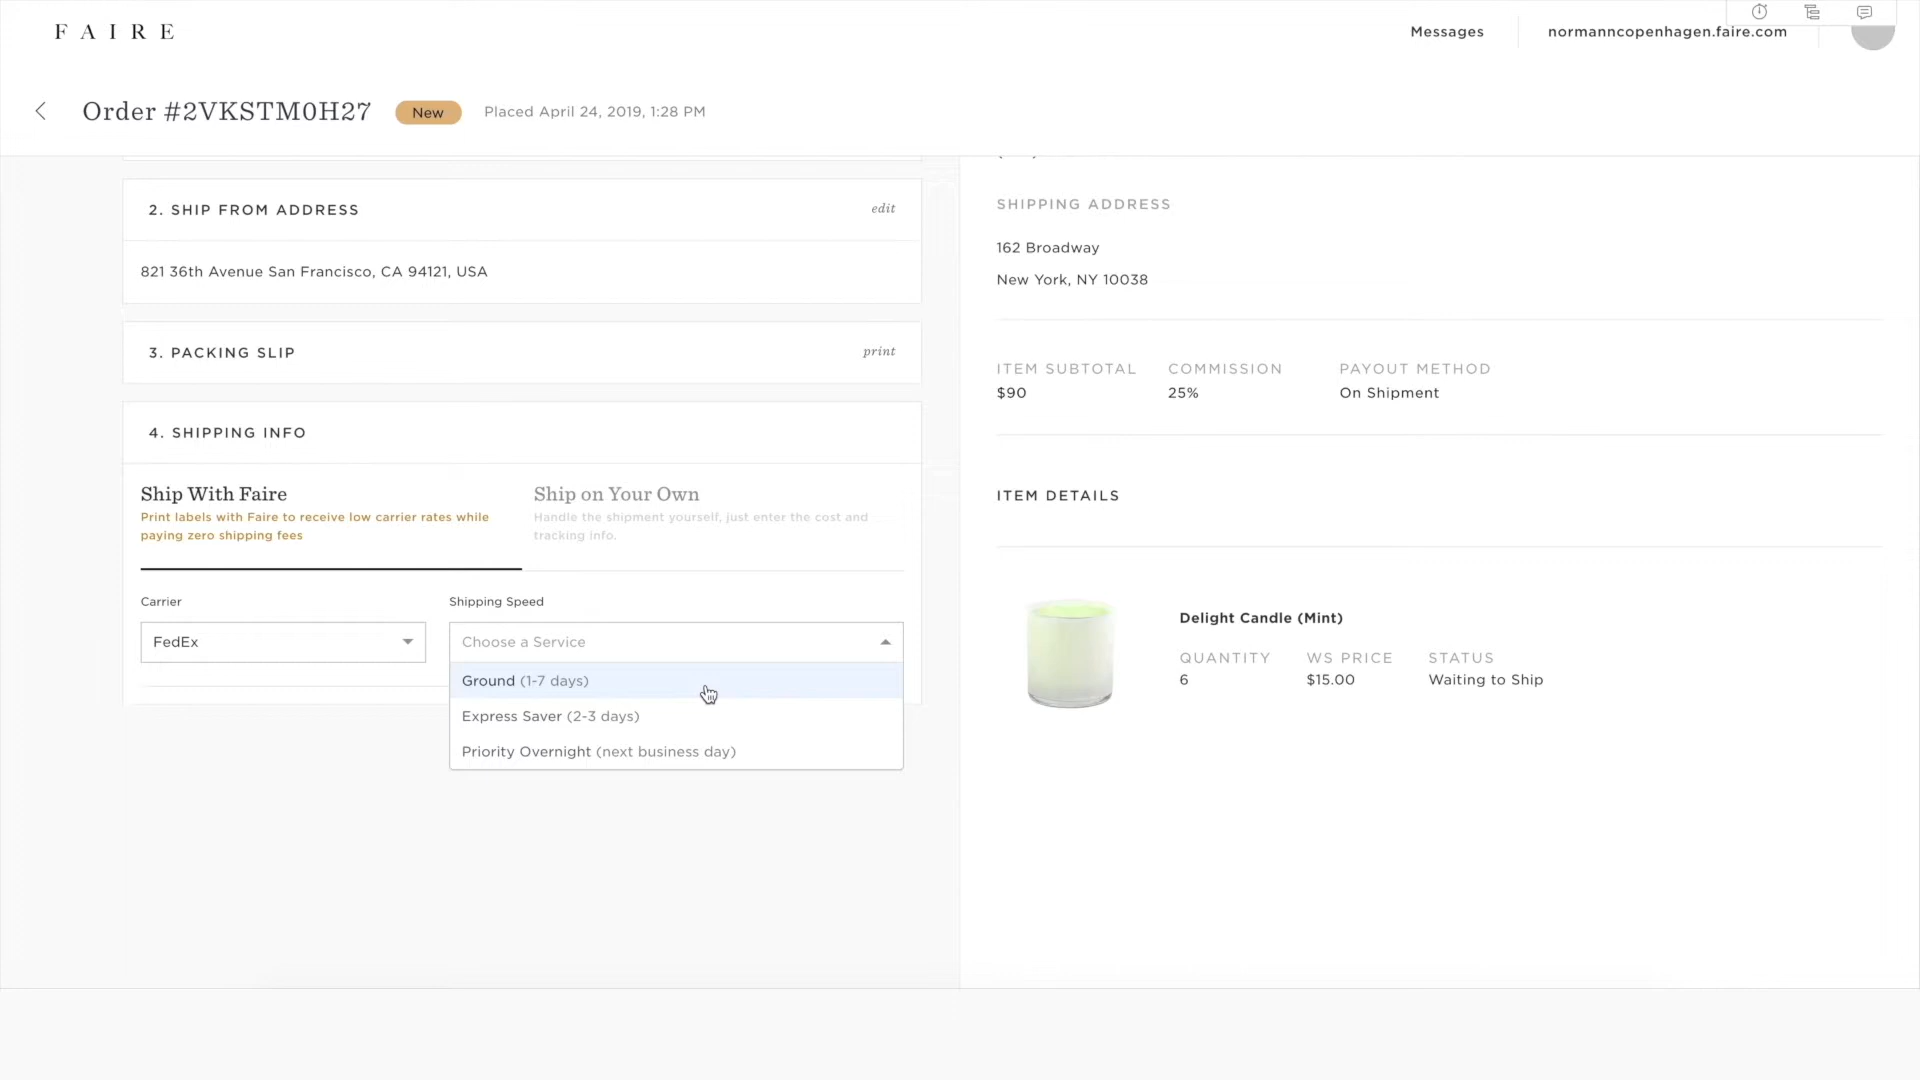 FAIRE
Messages
normanncopenhagen.faire.com
Order #2VKSTM0H27
New
Placed April 24, 2019, 1:28 PM
2. SHIP FROM ADDRESS
edit
821 36th Avenue San Francisco, CA 94121, USA
3. PACKING SLIP
print
4. SHIPPING INFO
Ship With Faire
Print labels with Faire to receive low carrier rates while
paying zero shipping fees
Ship on Your Own
Handle the shipment yourself, just enter the cost and
tracking info.
Carrier
FedEx
Shipping Speed
Choose a Service
Ground (1-7 days)
Express Saver (2-3 days)
Priority Overnight (next business day)
SHIPPING ADDRESS
162 Broadway
New York, NY 10038
ITEM SUBTOTAL
$90
COMMISSION
25%
PAYOUT METHOD
On Shipment
ITEM DETAILS
Delight Candle (Mint)
QUANTITY
6
WS PRICE
$15.00
STATUS
Waiting to Ship